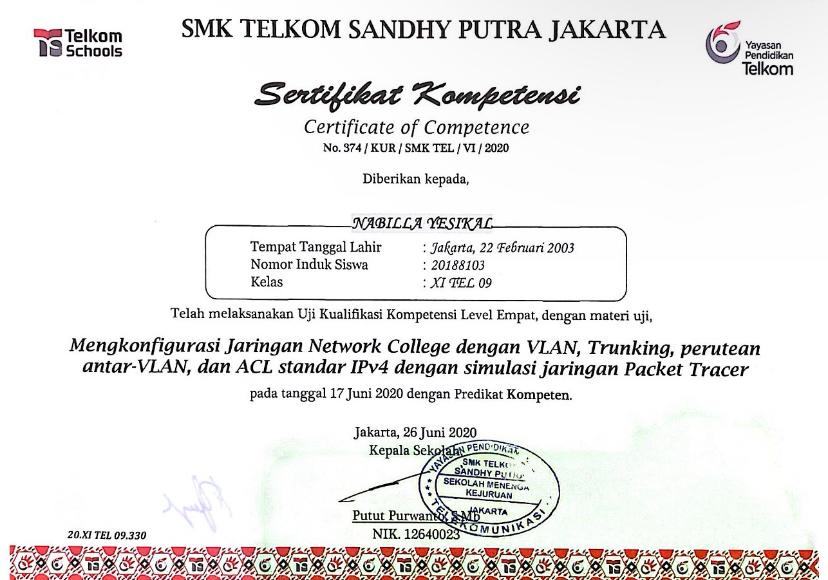 Telkom
Schools
SMK TELKOM SANDHY PUTRA JAKARTA
Yayasan
Pendidikan
Telkom
Sertifikat Kompetensi
Certificate of Competence
No. 374 / KUR / SMK TEL / VI / 2020
Diberikan kepada,
NABILLA YESIKAL
Tempat Tanggal Lahir : Jakarta, 22 Februari 2003
Nomor Induk Siswa : 20188103
Kelas : XI TEL 09
Telah melaksanakan Uji Kualifikasi Kompetensi Level Empat, dengan materi uji,
Mengkonfigurasi Jaringan Network College dengan VLAN, Trunking, perutean
antar-VLAN, dan ACL standar IPv4 dengan simulasi jaringan Packet Tracer
pada tanggal 17 Juni 2020 dengan Predikat Kompeten.
Jakarta, 26 Juni 2020
Kepala Sekolah
YAYASAN PENDIDIKAN
SMK TELKO
SANDHY PU
SEKOLAH MENENGA
KEJURUAN
JAKARTA
TELEKOMUNIKASI
Putut Purwanto, S.Mb
NIK. 12640023
20.XI TEL 09.330